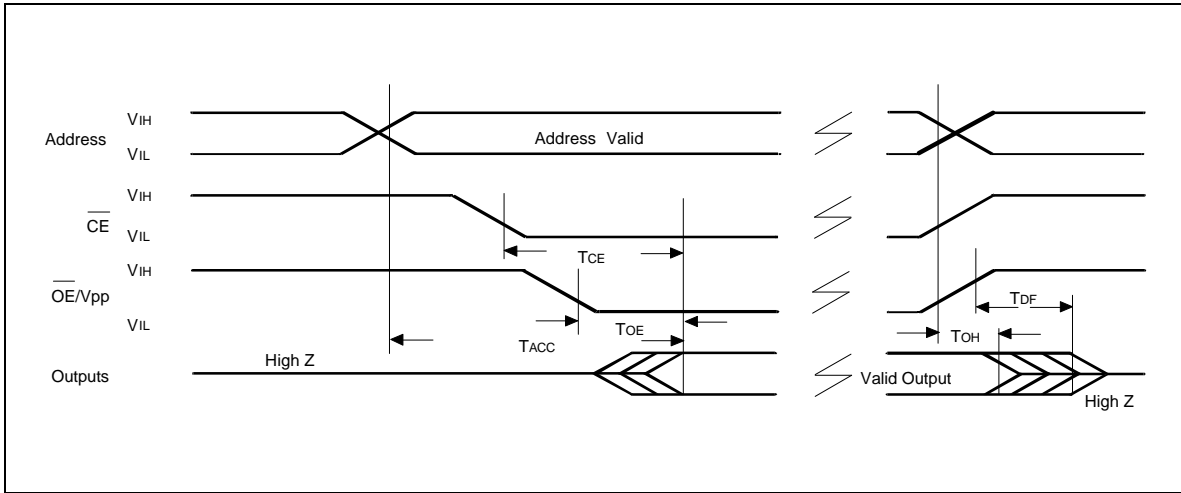 VIH
Address
Address Valid
VIL
VIH
CE
VIL
TCE
VIH
OE/Vpp
TDF
VIL
TOE
TOH
TACC
High Z
Outputs
Valid Output
High Z